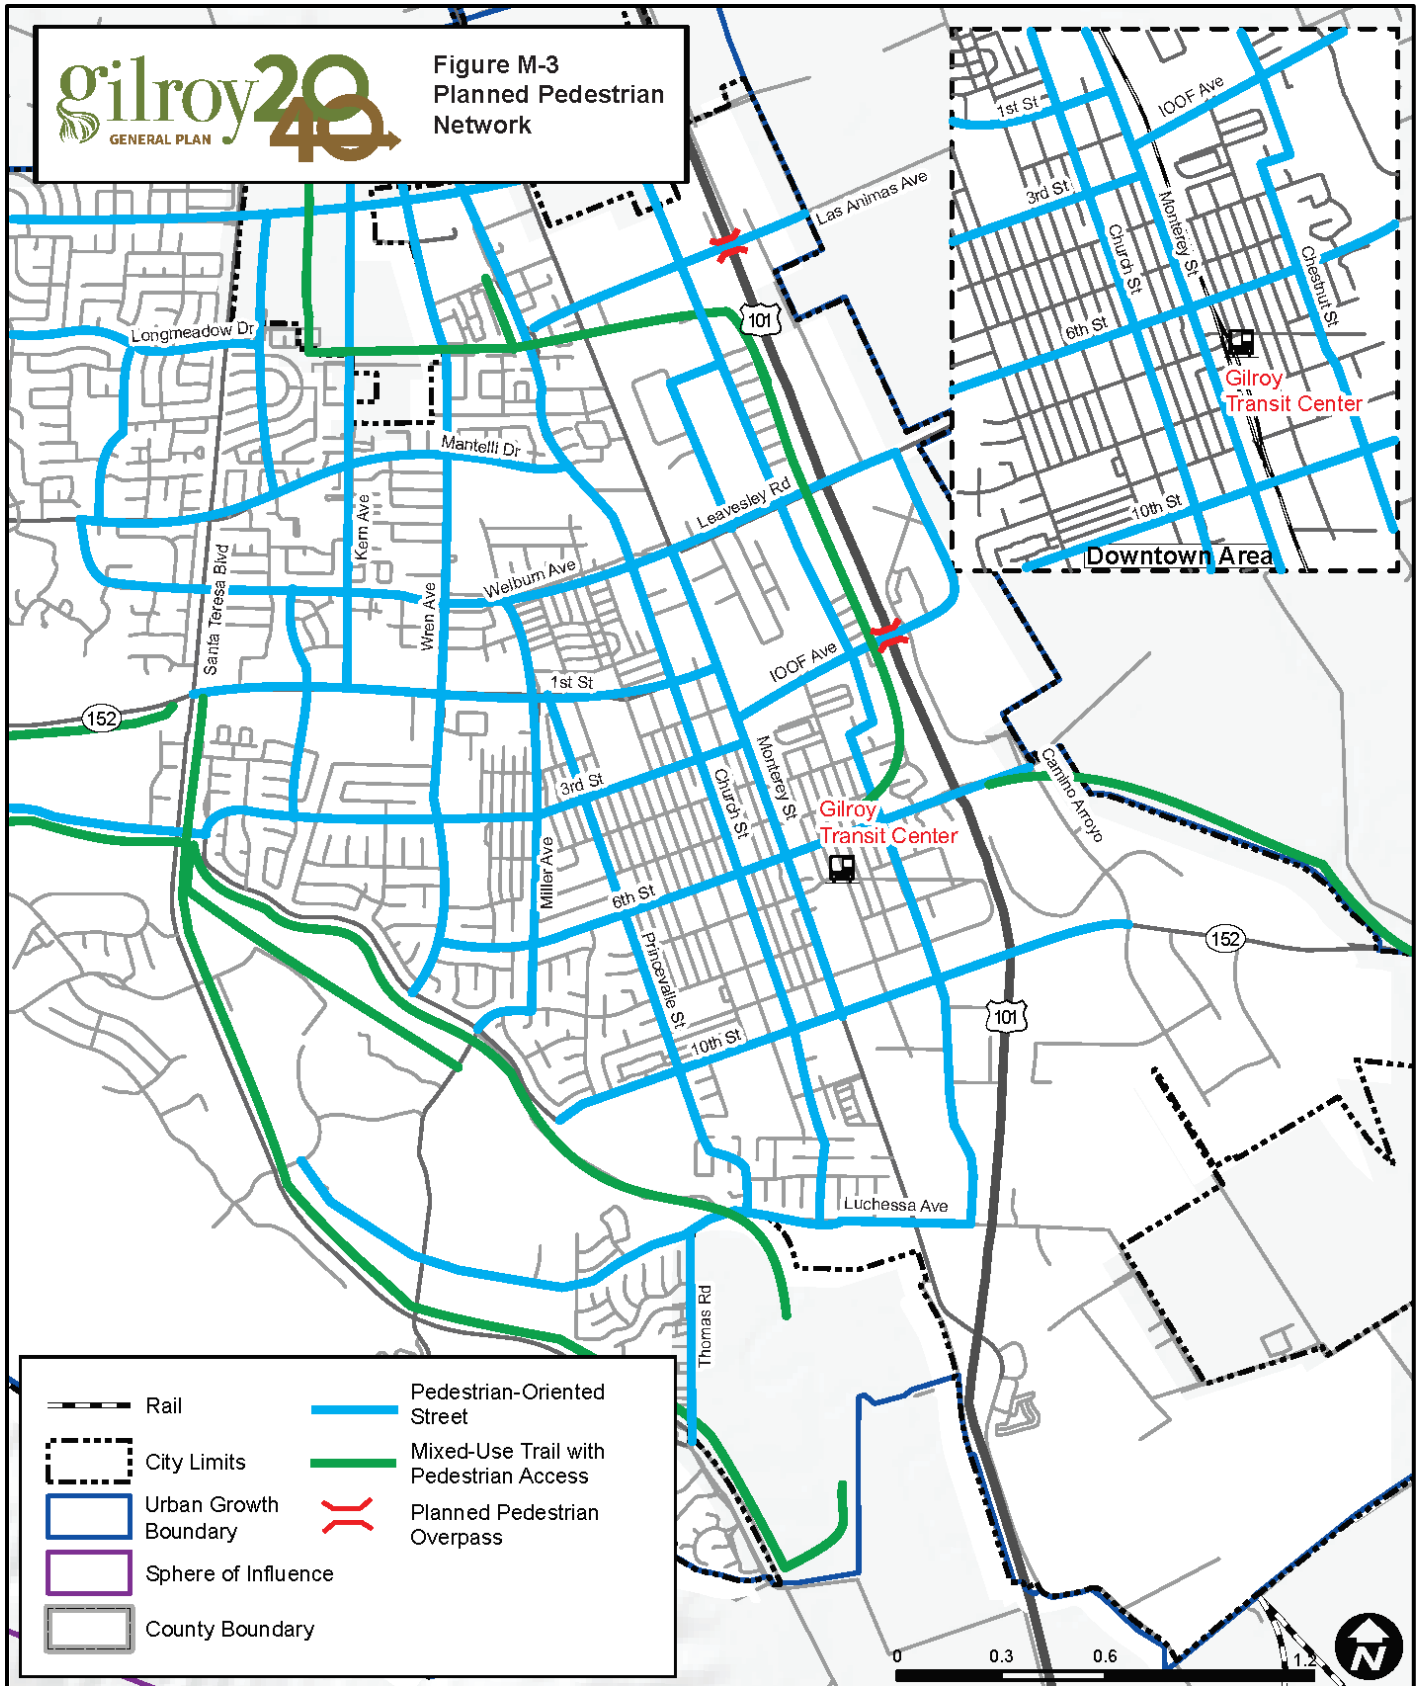 gilroy2040
GENERAL PLAN
Figure M-3
Planned Pedestrian
Network
1st St
IOOF Ave
3rd St
Monterey St
Church St
Chestnut St
6th St
Gilroy
Transit Center
10th St
Downtown Area
Las Animas Ave
101
Longmeadow Dr
Mantelli Dr
Leavesley Rd
Kern Ave
Santa Teresa Blvd
Welburn Ave
Wren Ave
1st St
IOOF Ave
152
3rd St
Monterey St
Church St
Camino Arroyo
Gilroy
Transit Center
Miller Ave
6th St
Princevalle St
152
101
10th St
Luchessa Ave
Thomas Rd
Rail
City Limits
Urban Growth
Boundary
Sphere of Influence
County Boundary
Pedestrian-Oriented
Street
Mixed-Use Trail with
Pedestrian Access
Planned Pedestrian
Overpass
0 0.3 0.6 1.2
N